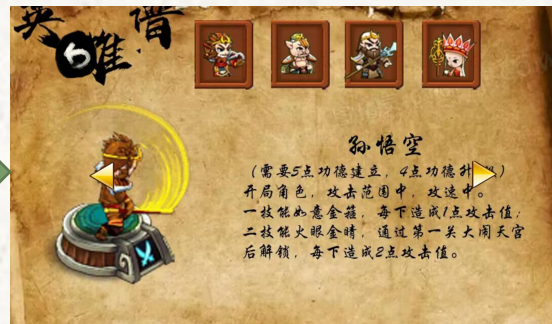 英雄谱
孙悟空
(需要5点功德建立，4点功德升 )
开局角色，攻击范围中，攻速中。
一技能如意金箍，每下造成1点攻击值；
二技能火眼金睛，通过第一关大闹天宫
后解锁，每下造成2点攻击值。